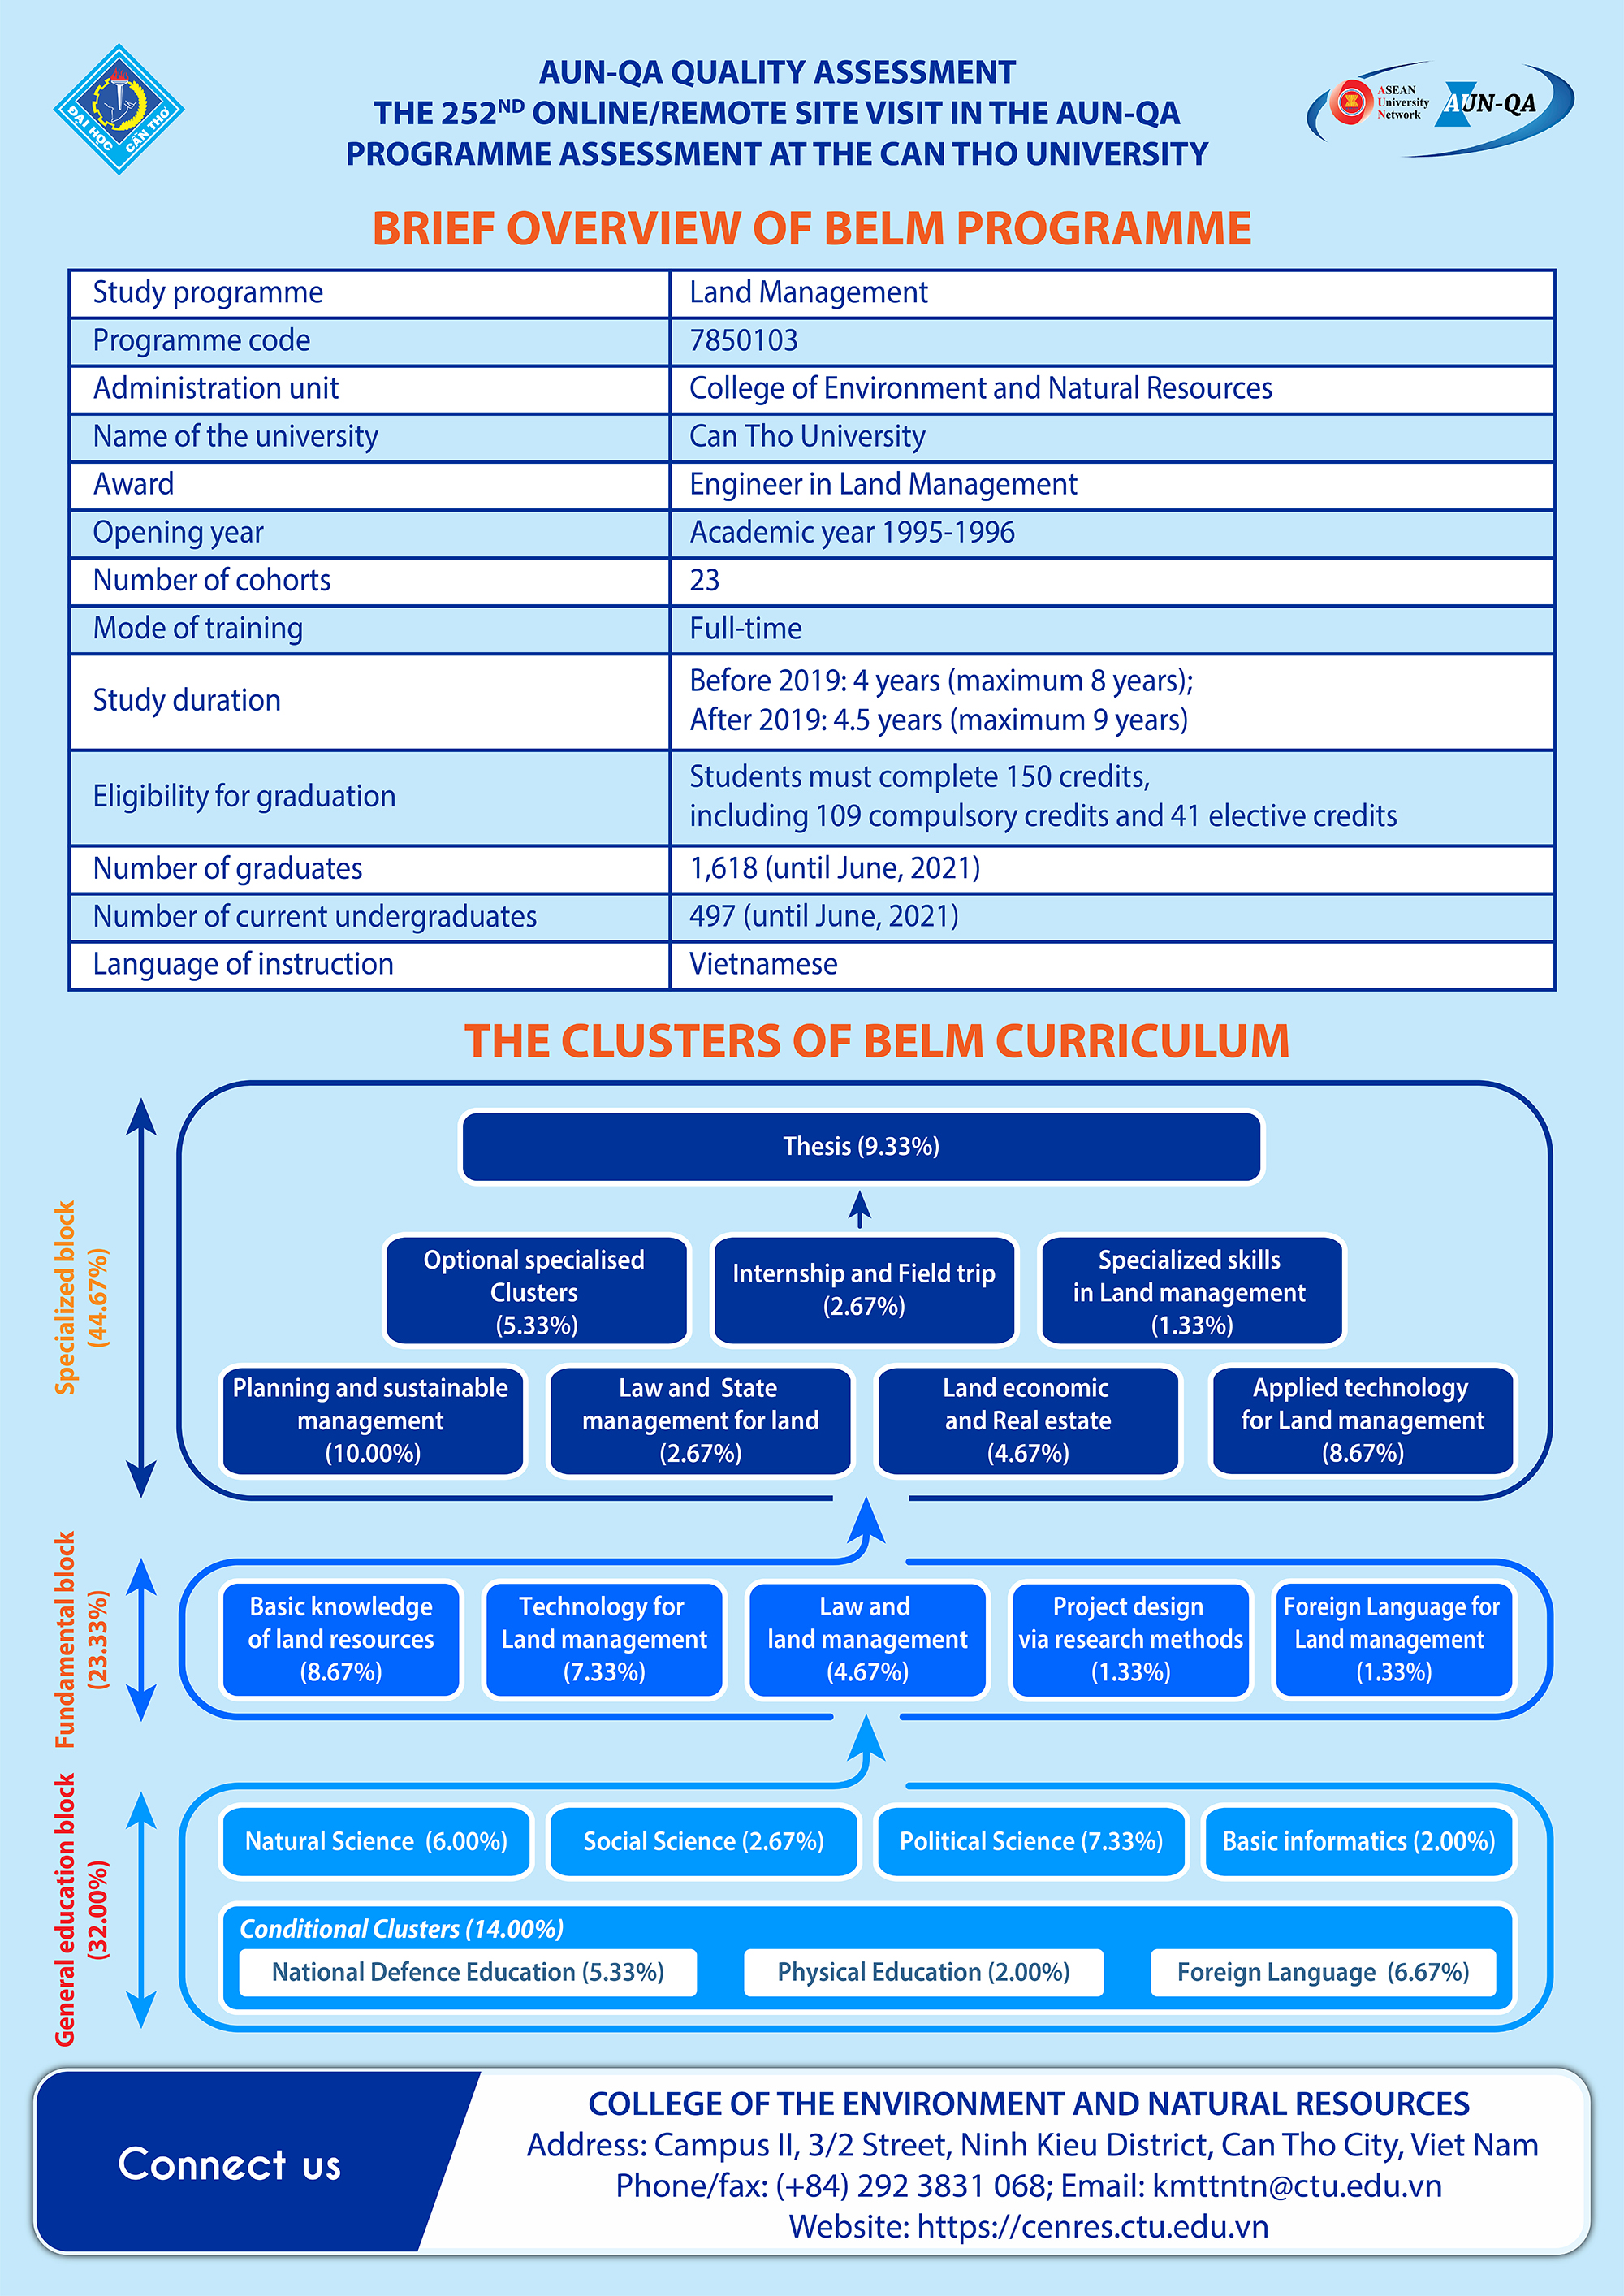 ĐẠI HỌC CẦN THƠ
AUN-QA QUALITY ASSESSMENT
THE 252ND ONLINE/REMOTE SITE VISIT IN THE AUN-QA
PROGRAMME ASSESSMENT AT THE CAN THO UNIVERSITY
ASEAN
University
Network
AUN-QA
BRIEF OVERVIEW OF BELM PROGRAMME
Study programme Land Management
Programme code 7850103
Administration unit College of Environment and Natural Resources
Name of the university Can Tho University
Award Engineer in Land Management
Opening year Academic year 1995-1996
Number of cohorts 23
Mode of training Full-time
Study duration Before 2019: 4 years (maximum 8 years);
After 2019: 4.5 years (maximum 9 years)
Eligibility for graduation Students must complete 150 credits,
including 109 compulsory credits and 41 elective credits
Number of graduates 1,618 (until June, 2021)
Number of current undergraduates 497 (until June, 2021)
Language of instruction Vietnamese
THE CLUSTERS OF BELM CURRICULUM
Specialized block
(44.67%)
Thesis (9.33%)
Optional specialised
Clusters
(5.33%)
Internship and Field trip
(2.67%)
Specialized skills
in Land management
(1.33%)
Planning and sustainable
management
(10.00%)
Law and State
management for land
(2.67%)
Land economic
and Real estate
(4.67%)
Applied technology
for Land management
(8.67%)
Fundamental block
(23.33%)
Basic knowledge
of land resources
(8.67%)
Technology for
Land management
(7.33%)
Law and
land management
(4.67%)
Project design
via research methods
(1.33%)
Foreign Language for
Land management
(1.33%)
General education block
(32.00%)
Natural Science (6.00%)
Social Science (2.67%)
Political Science (7.33%)
Basic informatics (2.00%)
Conditional Clusters (14.00%)
National Defence Education (5.33%)
Physical Education (2.00%)
Foreign Language (6.67%)
Connect us
COLLEGE OF THE ENVIRONMENT AND NATURAL RESOURCES
Address: Campus II, 3/2 Street, Ninh Kieu District, Can Tho City, Viet Nam
Phone/fax: (+84) 292 3831 068; Email: kmttntn@ctu.edu.vn
Website: https://cenres.ctu.edu.vn